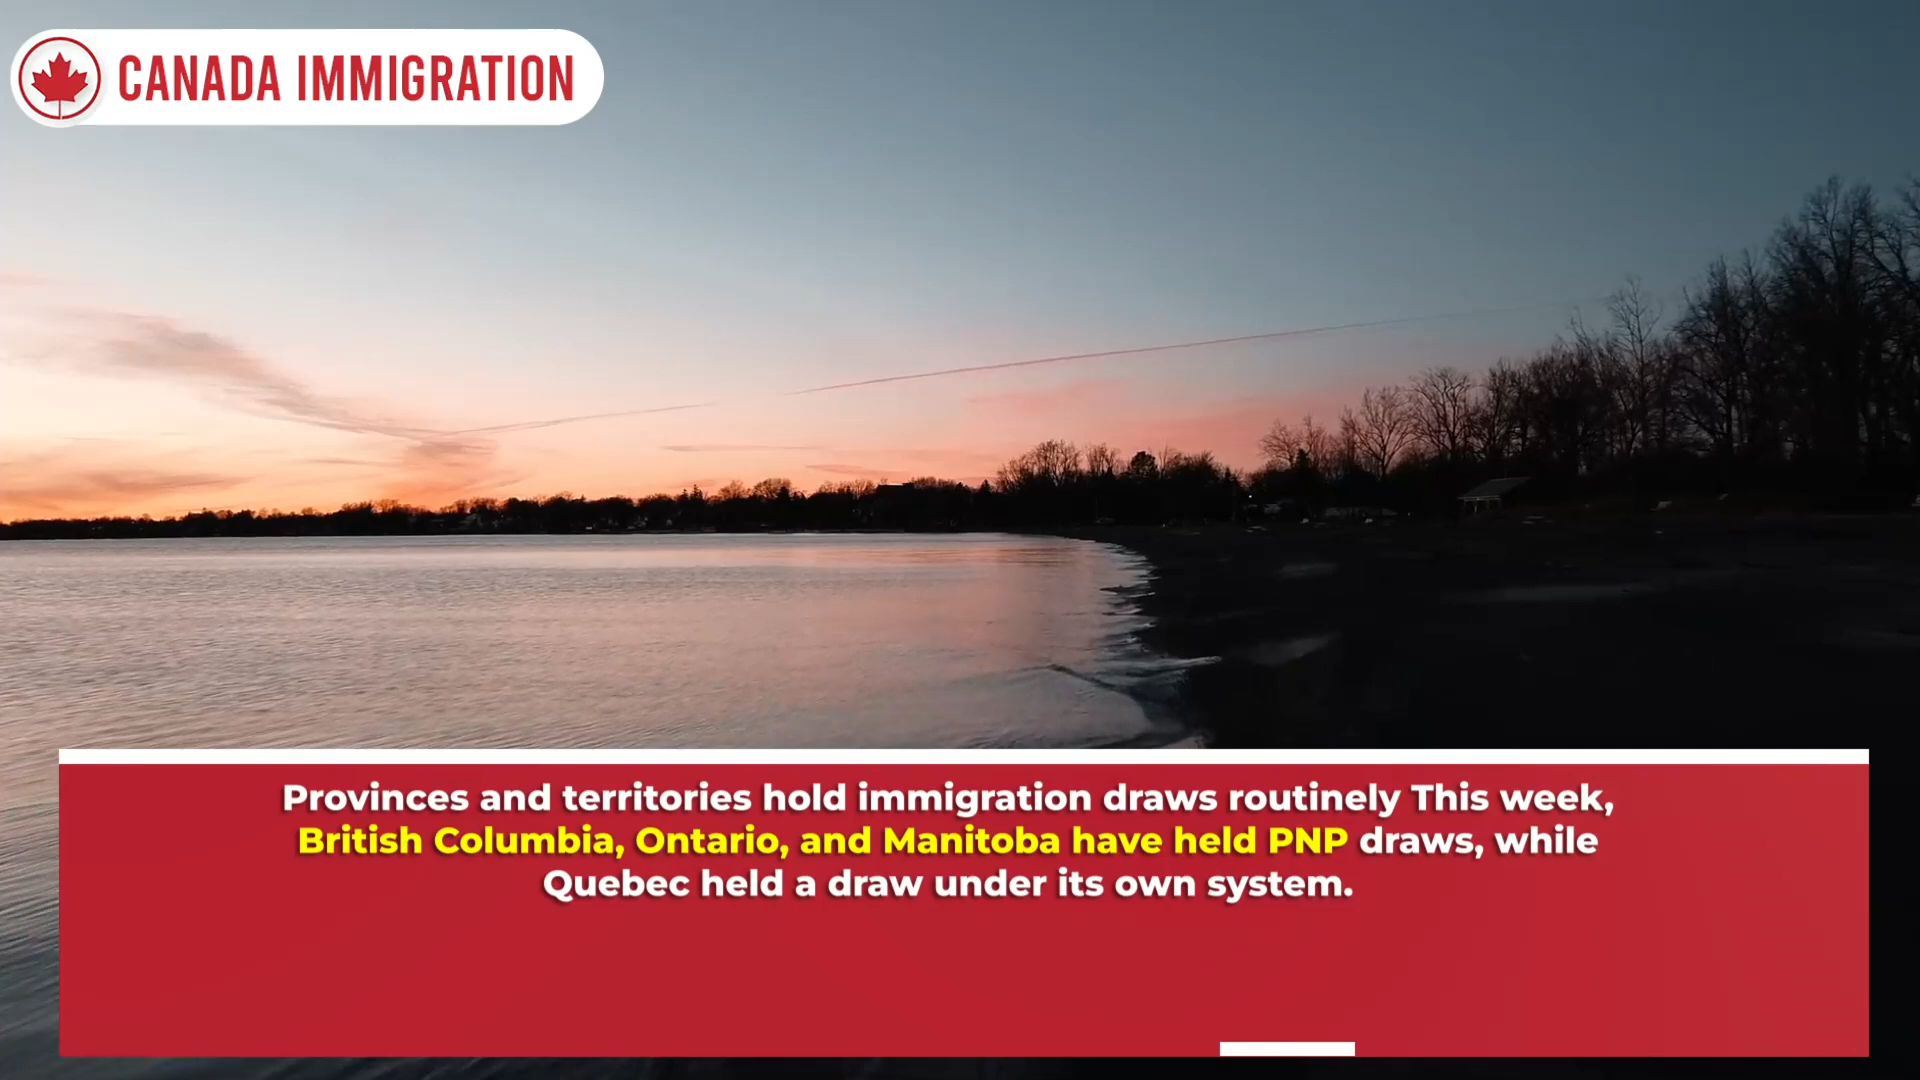 CANADA IMMIGRATION
Provinces and territories hold immigration draws routinely This week,
British Columbia, Ontario, and Manitoba have held PNP draws, while
Quebec held a draw under its own system.